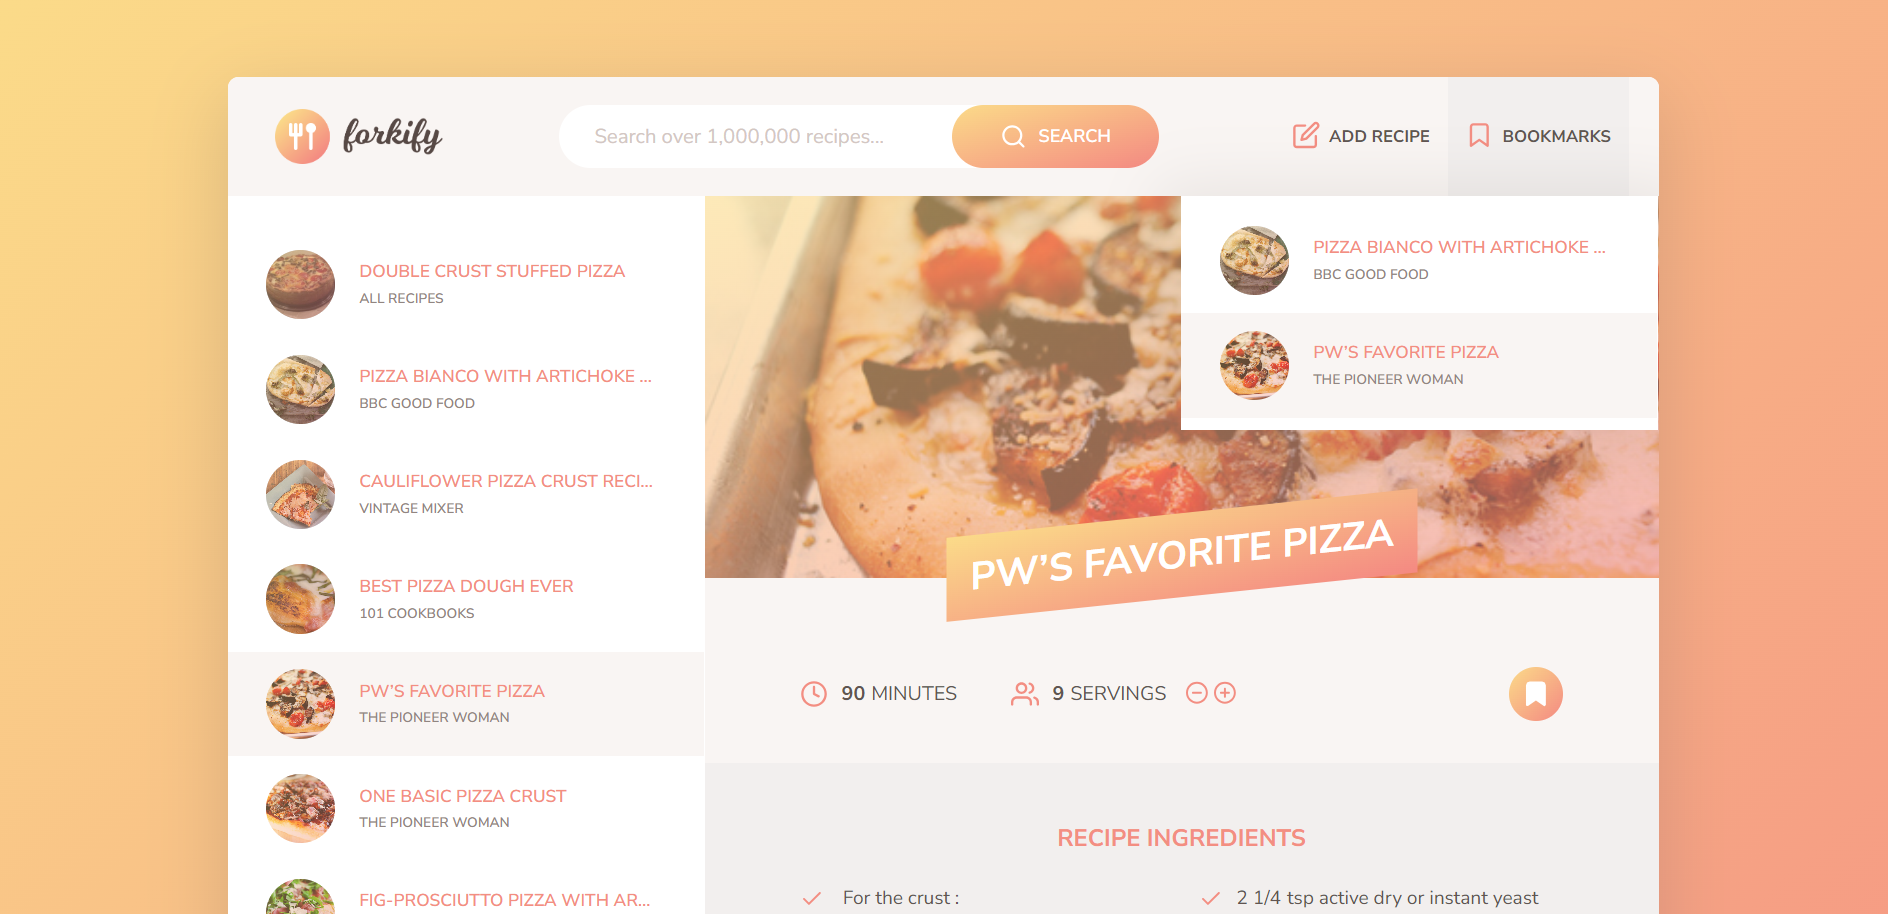 forkify
Search over 1,000,000 recipes...
SEARCH
ADD RECIPE
BOOKMARKS
DOUBLE CRUST STUFFED PIZZA
ALL RECIPES
PIZZA BIANCO WITH ARTICHOKE ...
BBC GOOD FOOD
CAULIFLOWER PIZZA CRUST RECI...
VINTAGE MIXER
BEST PIZZA DOUGH EVER
101 COOKBOOKS
PW’S FAVORITE PIZZA
THE PIONEER WOMAN
ONE BASIC PIZZA CRUST
THE PIONEER WOMAN
FIG-PROSCIUTTO PIZZA WITH AR...
PIZZA BIANCO WITH ARTICHOKE ...
BBC GOOD FOOD
PW’S FAVORITE PIZZA
THE PIONEER WOMAN
PW’S FAVORITE PIZZA
90 MINUTES
9 SERVINGS
RECIPE INGREDIENTS
For the crust :
2 1/4 tsp active dry or instant yeast